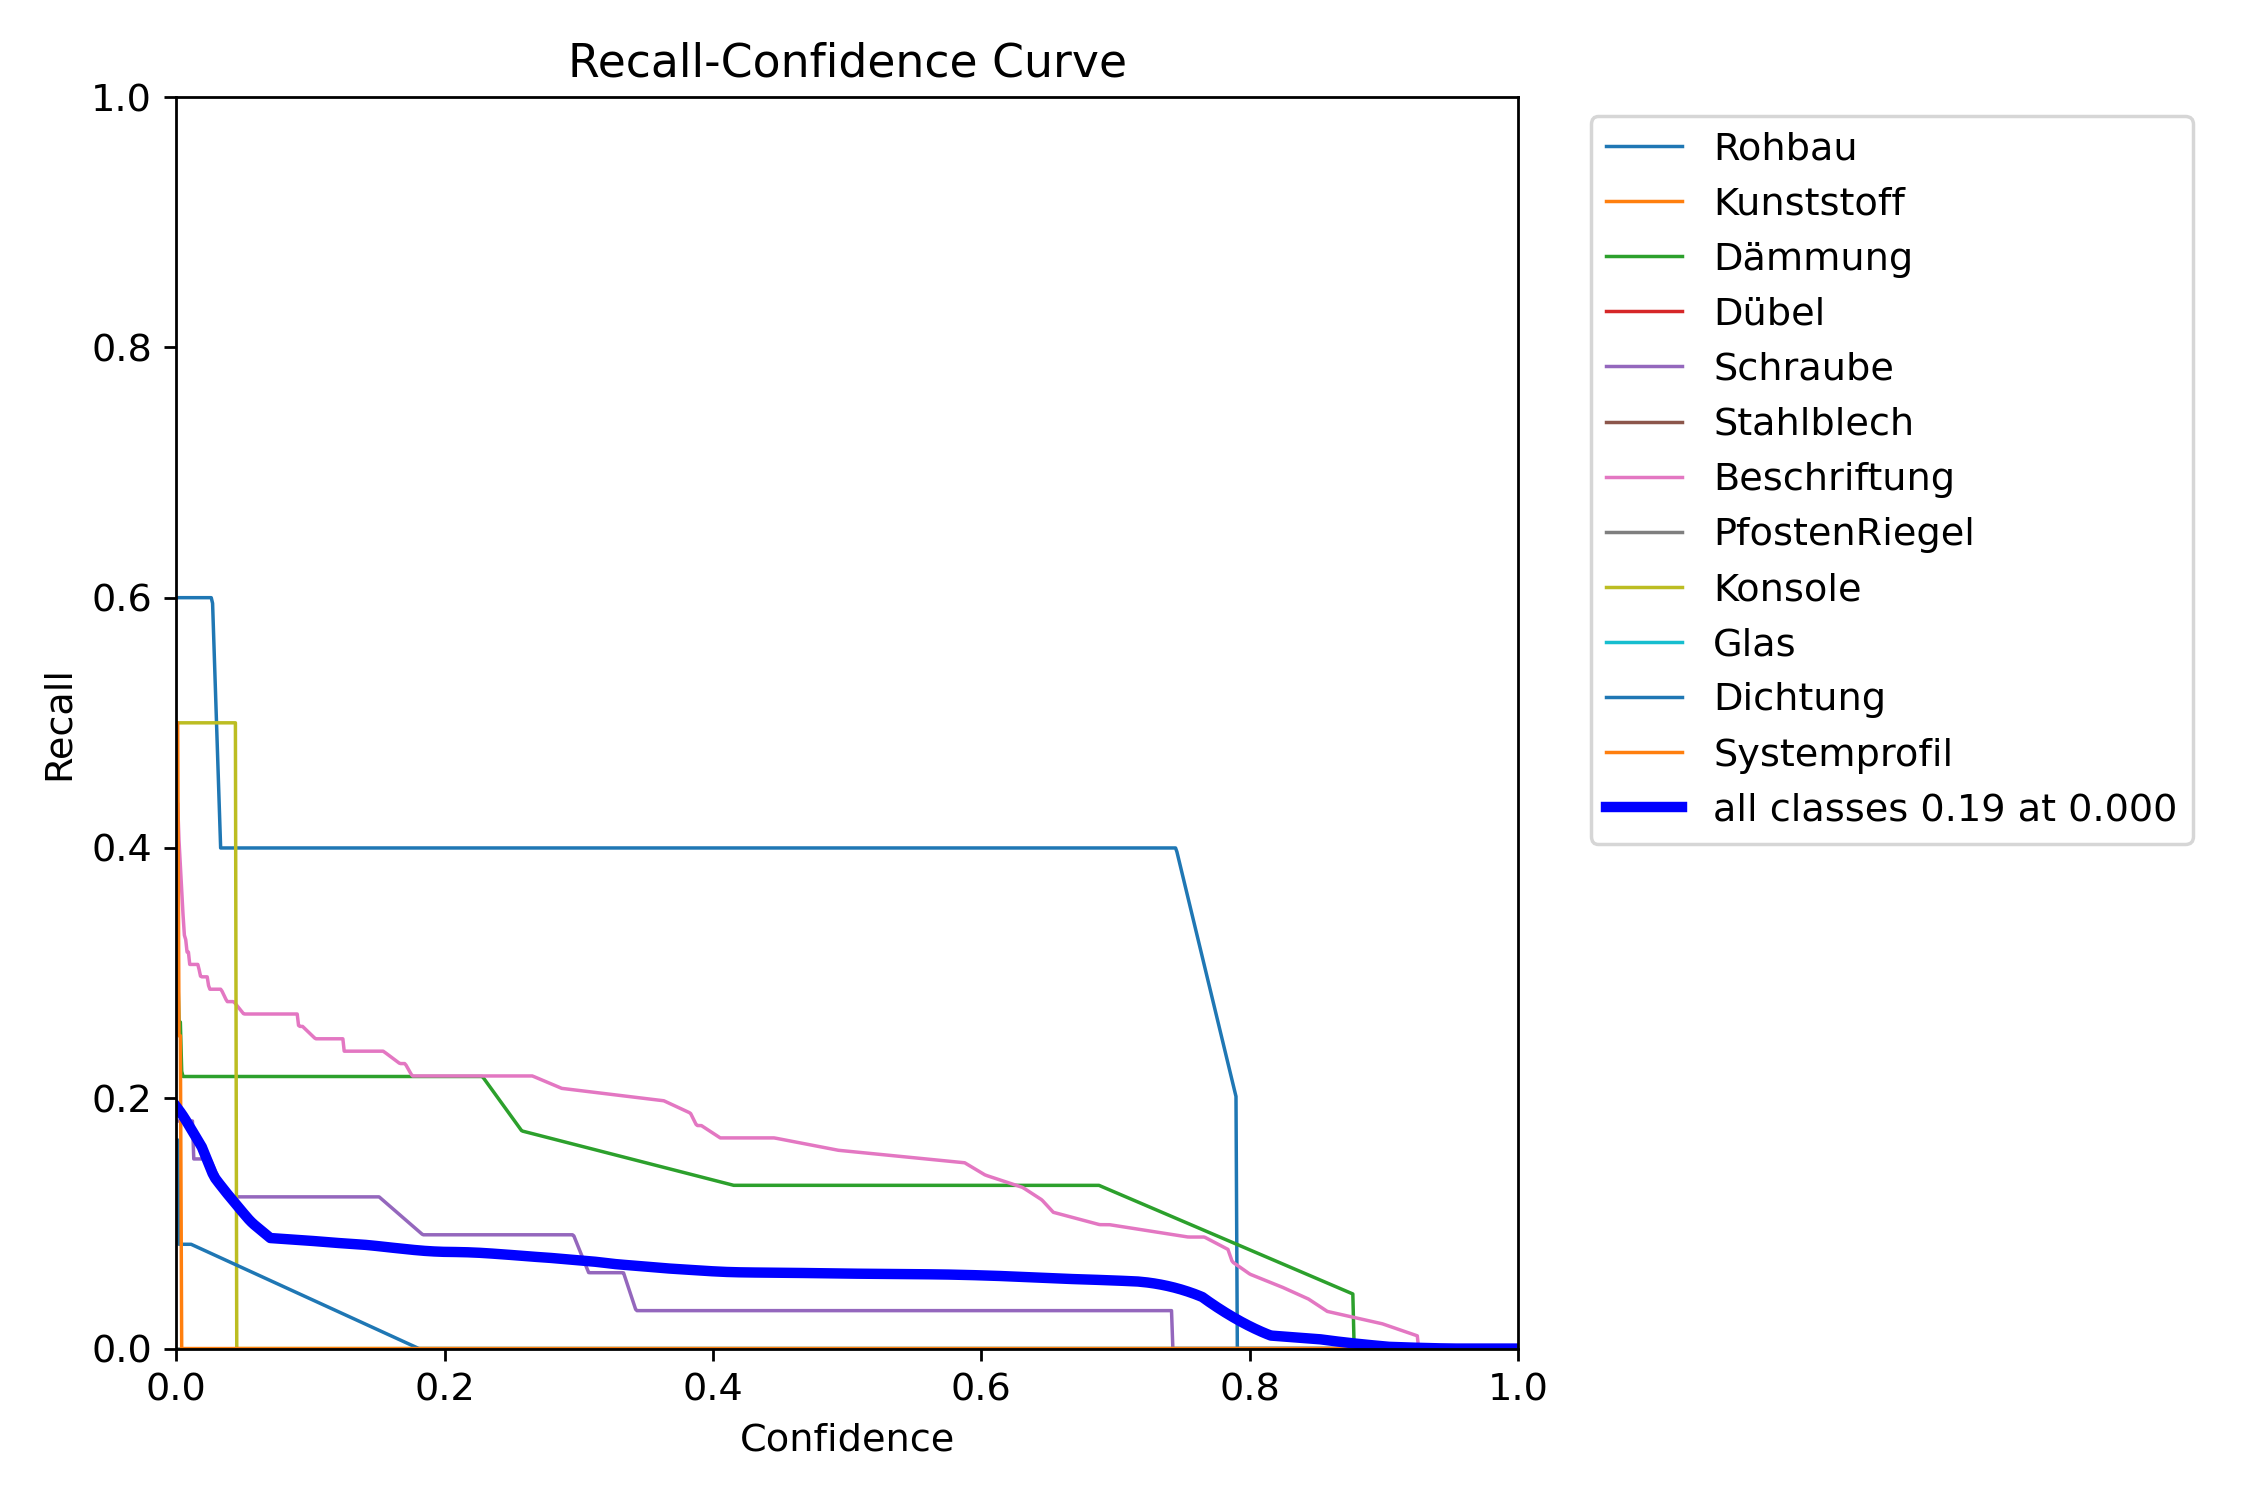 Recall-Confidence Curve
1.0
0.8
0.6
0.4
0.2
0.0
Recall
0.0 0.2 0.4 0.6 0.8 1.0
Confidence
Rohbau
Kunststoff
Dämmung
Dübel
Schraube
Stahlblech
Beschriftung
PfostenRiegel
Konsole
Glas
Dichtung
Systemprofil
all classes 0.19 at 0.000